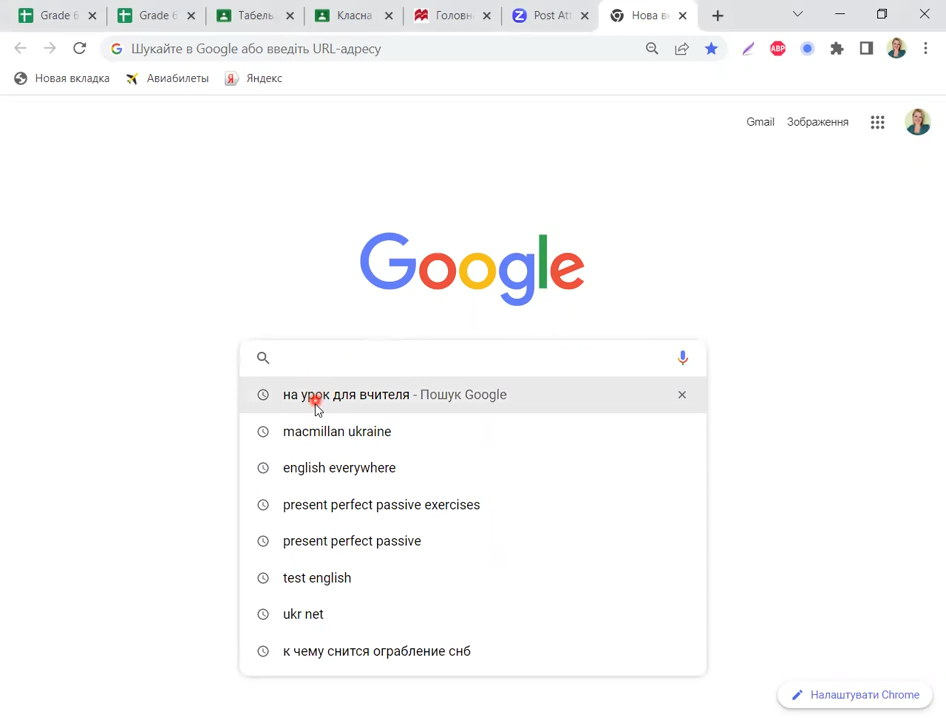 Grade 6
Grade 6
Табель
Класна
Головн
Post Att
Нова в
Шукайте в Google або введіть URL-адресу
ABP
Новая вкладка
Авиабилеты
Яндекс
Gmail
Зображення
Google
на урок для вчителя - Пошук Google
macmillan ukraine
english everywhere
present perfect passive exercises
present perfect passive
test english
ukr net
к чему снится ограбление снб
Налаштувати Chrome